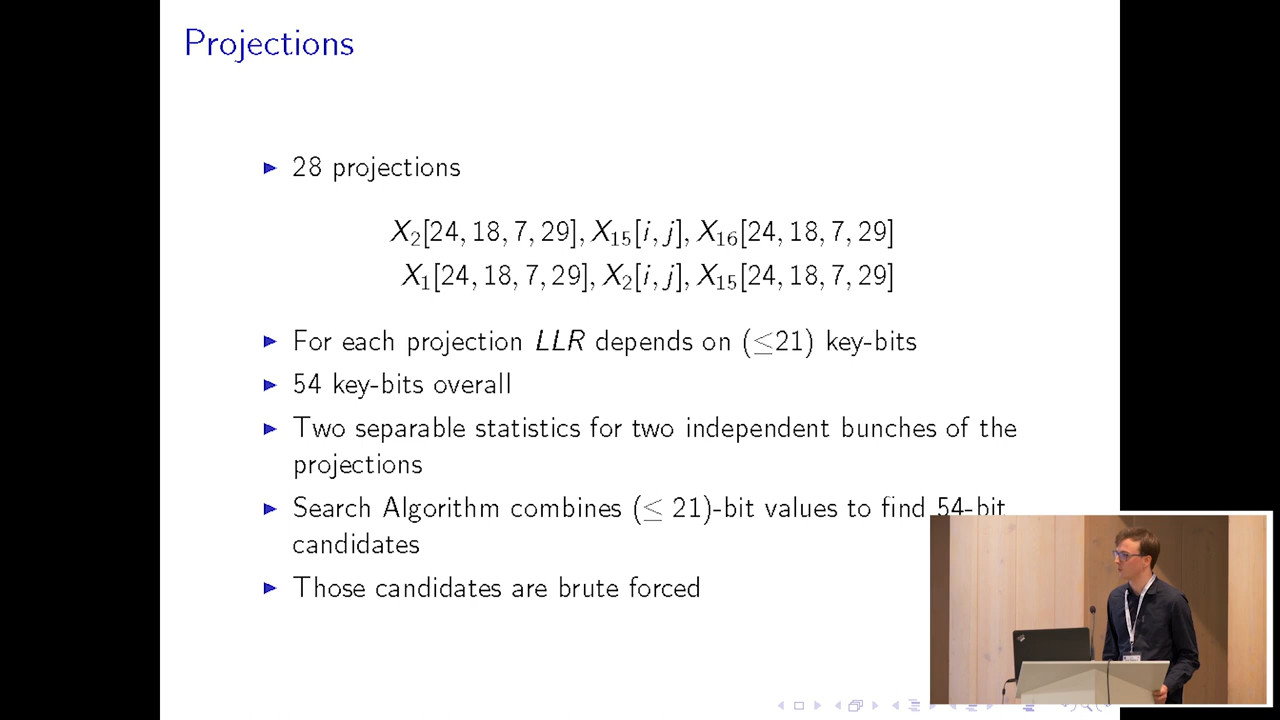 Projections
▶ 28 projections
X₂[24, 18, 7, 29], X₁₅[i, j], X₁₆[24, 18, 7, 29]
X₁[24, 18, 7, 29], X₂[i, j], X₁₅[24, 18, 7, 29]
▶ For each projection LLR depends on (≤21) key-bits
▶ 54 key-bits overall
▶ Two separable statistics for two independent bunches of the
projections
▶ Search Algorithm combines (≤ 21)-bit values to find 54-bit
candidates
▶ Those candidates are brute forced